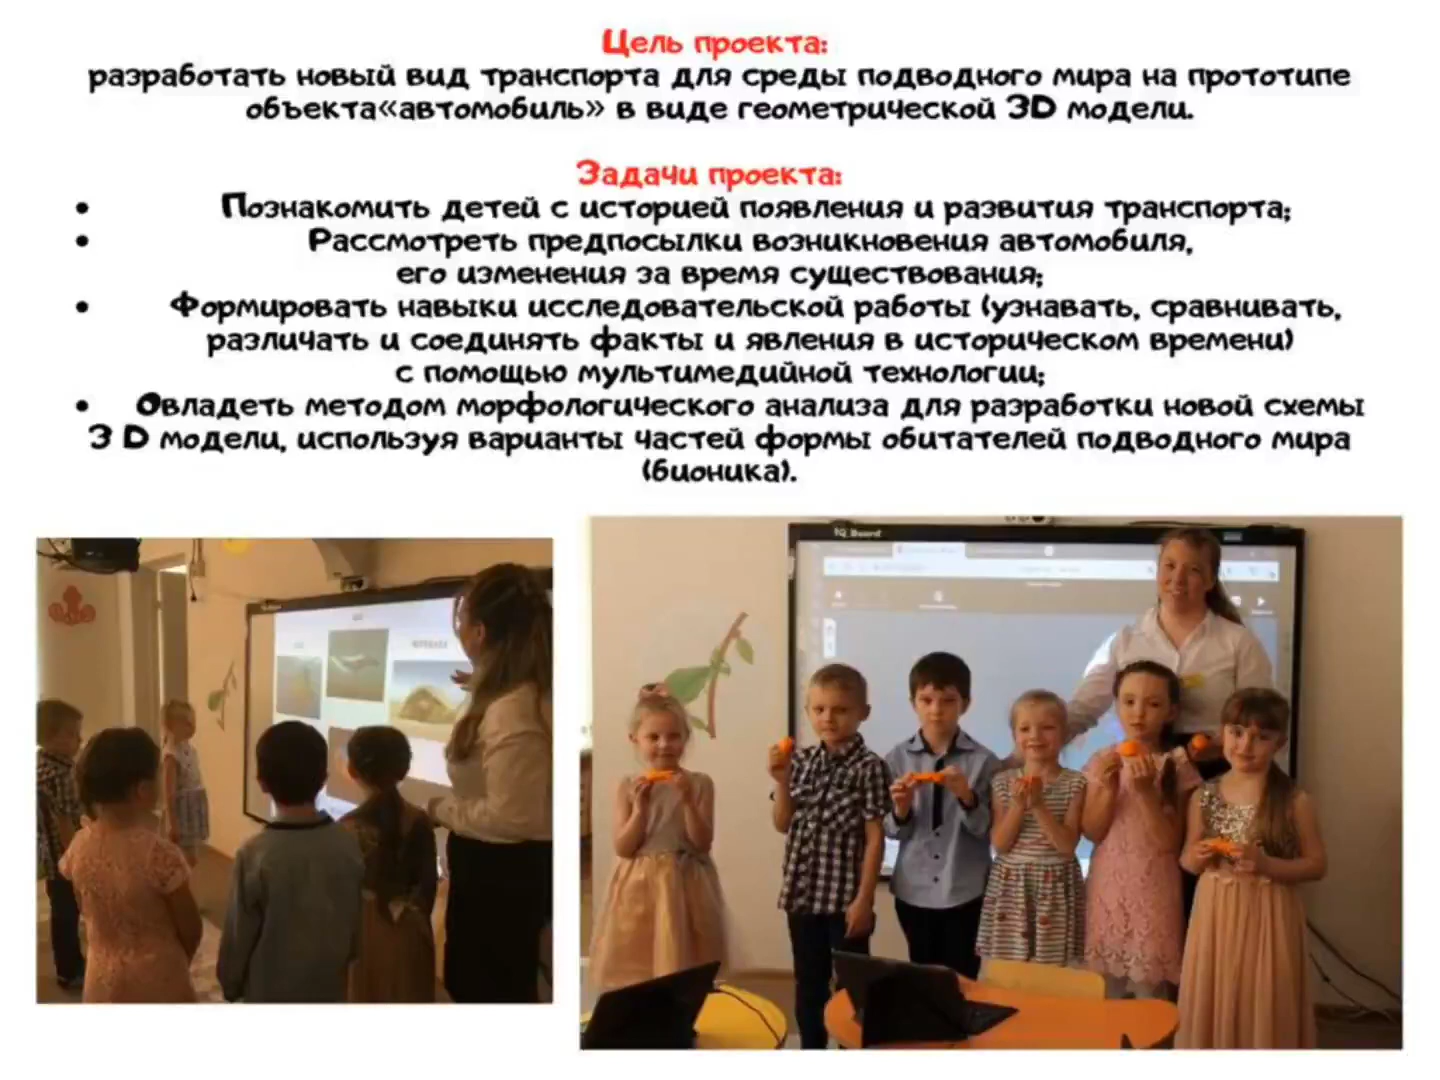 Цель проекта:
разработать новый вид транспорта для среды подводного мира на прототипе
объекта«автомобиль» в виде геометрической 3D модели.
Задачи проекта:
• Познакомить детей с историей появления и развития транспорта;
• Рассмотреть предпосылки возникновения автомобиля,
его изменения за время существования;
• Формировать навыки исследовательской работы (узнавать, сравнивать,
различать и соединять факты и явления в историческом времени)
с помощью мультимедийной технологии;
• Овладеть методом морфологического анализа для разработки новой схемы
3 D модели, используя варианты частей формы обитателей подводного мира
(бионика).
IQ Board